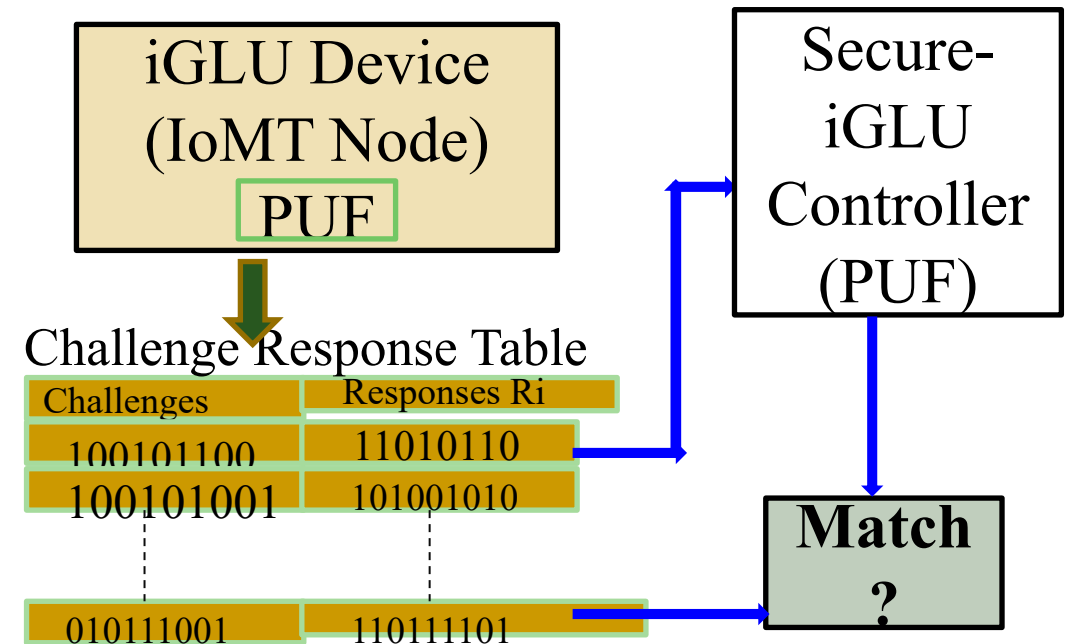 iGLU Device
(IoMT Node)
PUF
Secure-
iGLU
Controller
(PUF)
Challenge Response Table
Challenges
Responses Ri
100101100
11010110
100101001
101001010
010111001
110111101
Match
?